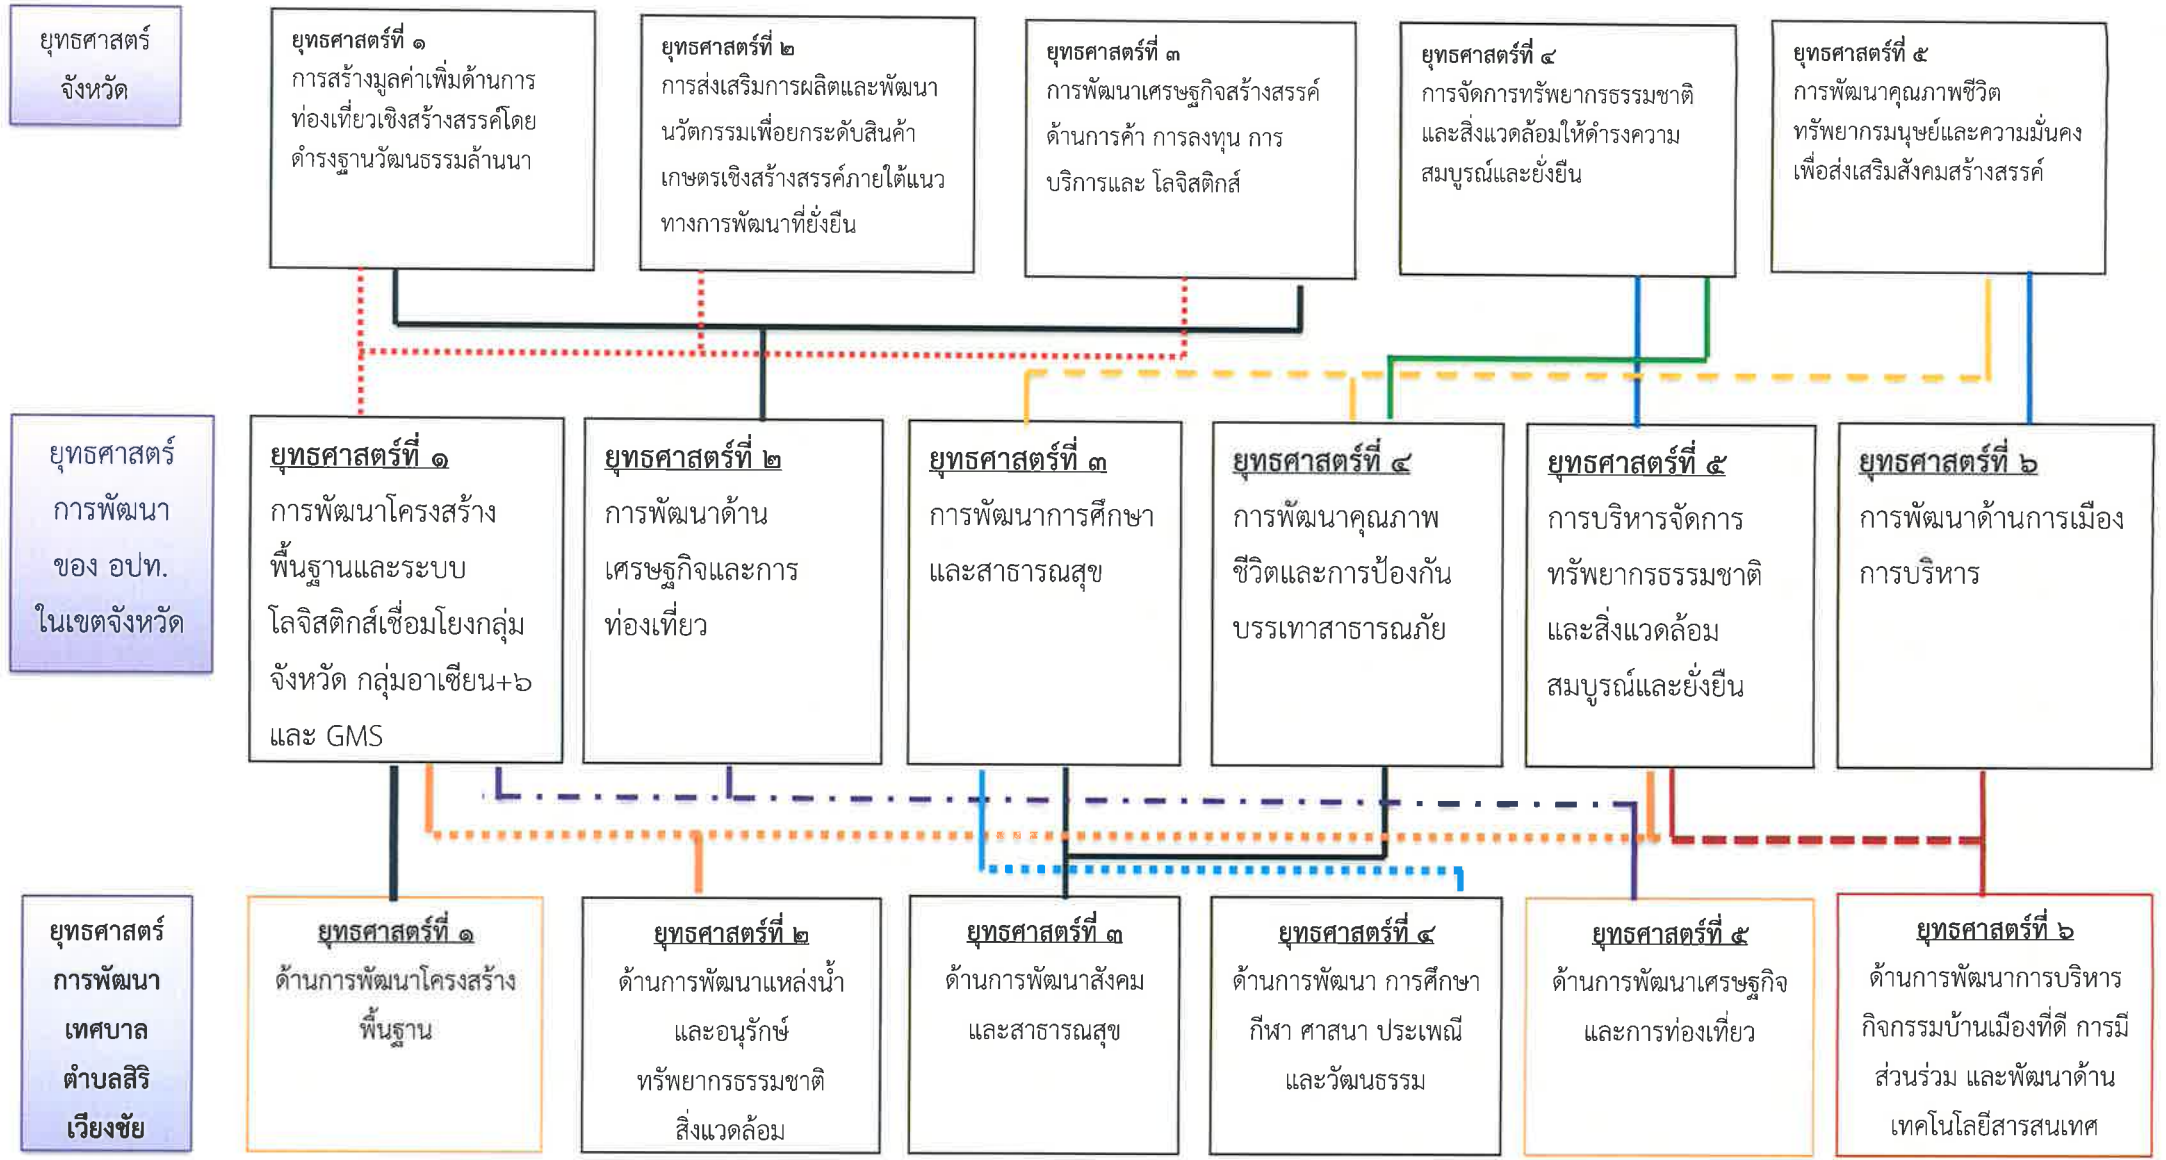 ยุทธศาสตร์
จังหวัด
ยุทธศาสตร์ที่ ๑
การสร้างมูลค่าเพิ่มด้านการ
ท่องเที่ยวเชิงสร้างสรรค์โดย
ดำรงฐานวัฒนธรรมล้านนา
ยุทธศาสตร์ที่ ๒
การส่งเสริมการผลิตและพัฒนา
นวัตกรรมเพื่อยกระดับสินค้า
เกษตรเชิงสร้างสรรค์ภายใต้แนว
ทางการพัฒนาที่ยั่งยืน
ยุทธศาสตร์ที่ ๓
การพัฒนาเศรษฐกิจสร้างสรรค์
ด้านการค้า การลงทุน การ
บริการและ โลจิสติกส์
ยุทธศาสตร์ที่ ๔
การจัดการทรัพยากรธรรมชาติ
และสิ่งแวดล้อมให้ดำรงความ
สมบูรณ์และยั่งยืน
ยุทธศาสตร์ที่ ๕
การพัฒนาคุณภาพชีวิต
ทรัพยากรมนุษย์และความมั่นคง
เพื่อส่งเสริมสังคมสร้างสรรค์
ยุทธศาสตร์
การพัฒนา
ของ อปท.
ในเขตจังหวัด
ยุทธศาสตร์ที่ ๑
การพัฒนาโครงสร้าง
พื้นฐานและระบบ
โลจิสติกส์เชื่อมโยงกลุ่ม
จังหวัด กลุ่มอาเซียน+๖
และ GMS
ยุทธศาสตร์ที่ ๒
การพัฒนาด้าน
เศรษฐกิจและการ
ท่องเที่ยว
ยุทธศาสตร์ที่ ๓
การพัฒนาการศึกษา
และสาธารณสุข
ยุทธศาสตร์ที่ ๔
การพัฒนาคุณภาพ
ชีวิตและการป้องกัน
บรรเทาสาธารณภัย
ยุทธศาสตร์ที่ ๕
การบริหารจัดการ
ทรัพยากรธรรมชาติ
และสิ่งแวดล้อม
สมบูรณ์และยั่งยืน
ยุทธศาสตร์ที่ ๖
การพัฒนาด้านการเมือง
การบริหาร
ยุทธศาสตร์
การพัฒนา
เทศบาล
ตำบลสิริ
เวียงชัย
ยุทธศาสตร์ที่ ๑
ด้านการพัฒนาโครงสร้าง
พื้นฐาน
ยุทธศาสตร์ที่ ๒
ด้านการพัฒนาแหล่งน้ำ
และอนุรักษ์
ทรัพยากรธรรมชาติ
สิ่งแวดล้อม
ยุทธศาสตร์ที่ ๓
ด้านการพัฒนาสังคม
และสาธารณสุข
ยุทธศาสตร์ที่ ๔
ด้านการพัฒนา การศึกษา
กีฬา ศาสนา ประเพณี
และวัฒนธรรม
ยุทธศาสตร์ที่ ๕
ด้านการพัฒนาเศรษฐกิจ
และการท่องเที่ยว
ยุทธศาสตร์ที่ ๖
ด้านการพัฒนาการบริหาร
กิจกรรมบ้านเมืองที่ดี การมี
ส่วนร่วม และพัฒนาด้าน
เทคโนโลยีสารสนเทศ